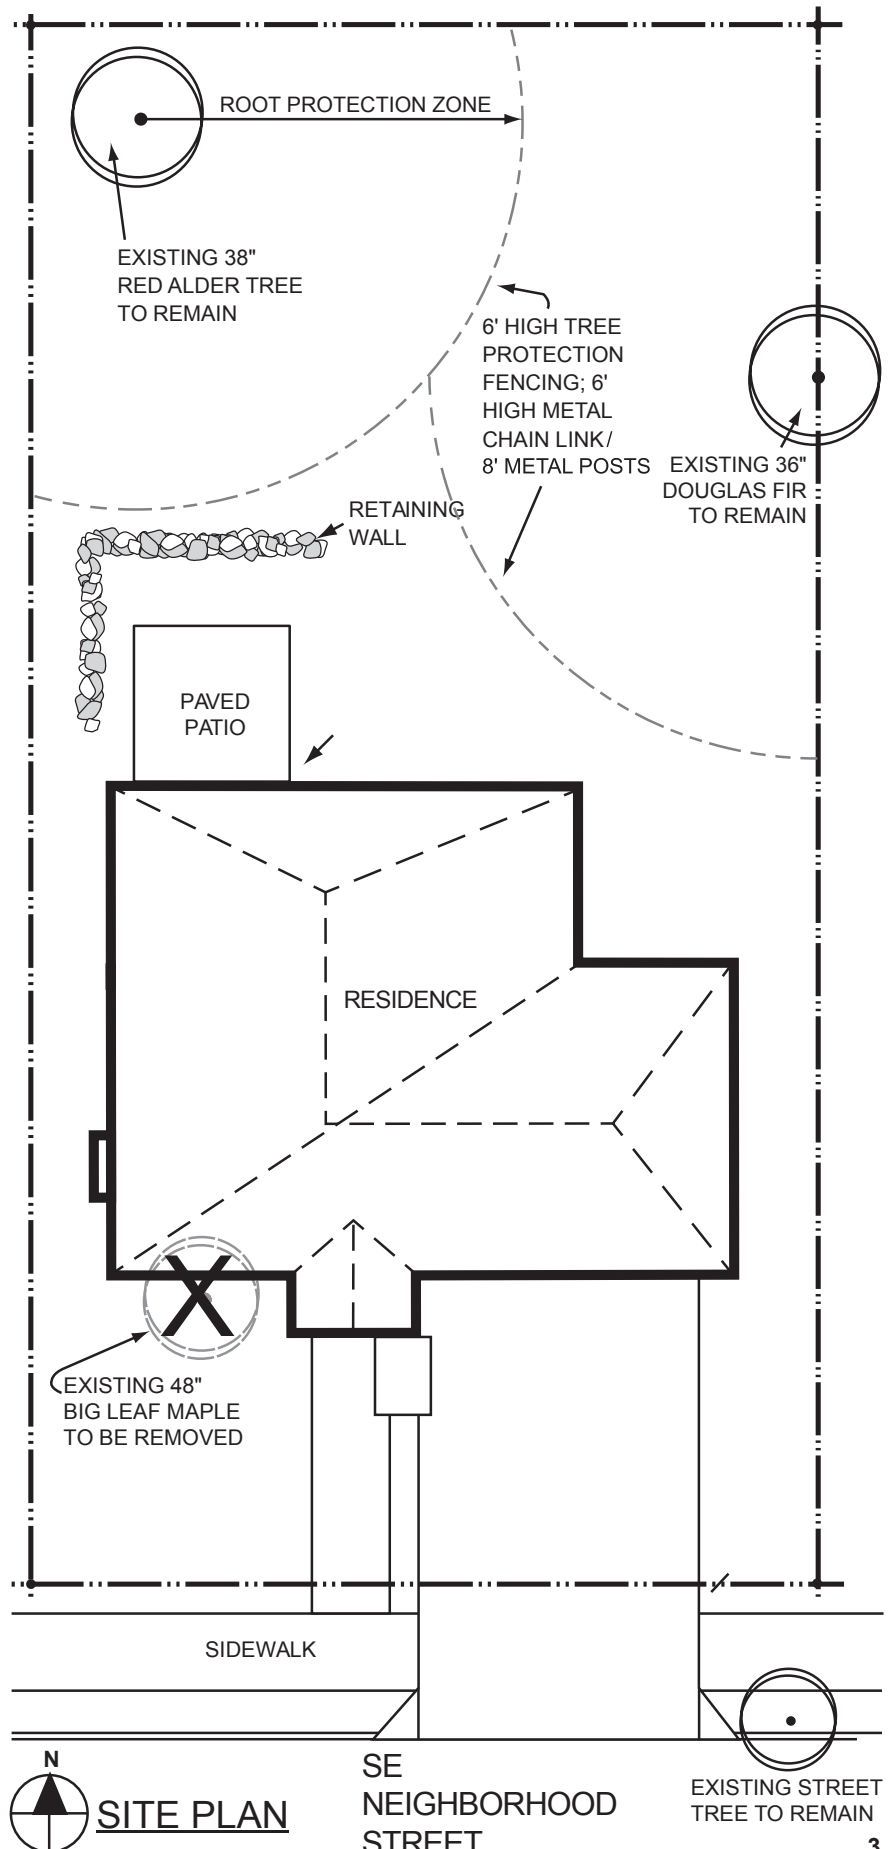 ROOT PROTECTION ZONE
EXISTING 38"
RED ALDER TREE
TO REMAIN
6' HIGH TREE
PROTECTION
FENCING; 6'
HIGH METAL
CHAIN LINK/
8' METAL POSTS
EXISTING 36"
DOUGLAS FIR
TO REMAIN
RETAINING
WALL
PAVED
PATIO
RESIDENCE
EXISTING 48"
BIG LEAF MAPLE
TO BE REMOVED
SIDEWALK
N
SITE PLAN
SE
NEIGHBORHOOD
STREET
EXISTING STREET
TREE TO REMAIN
3